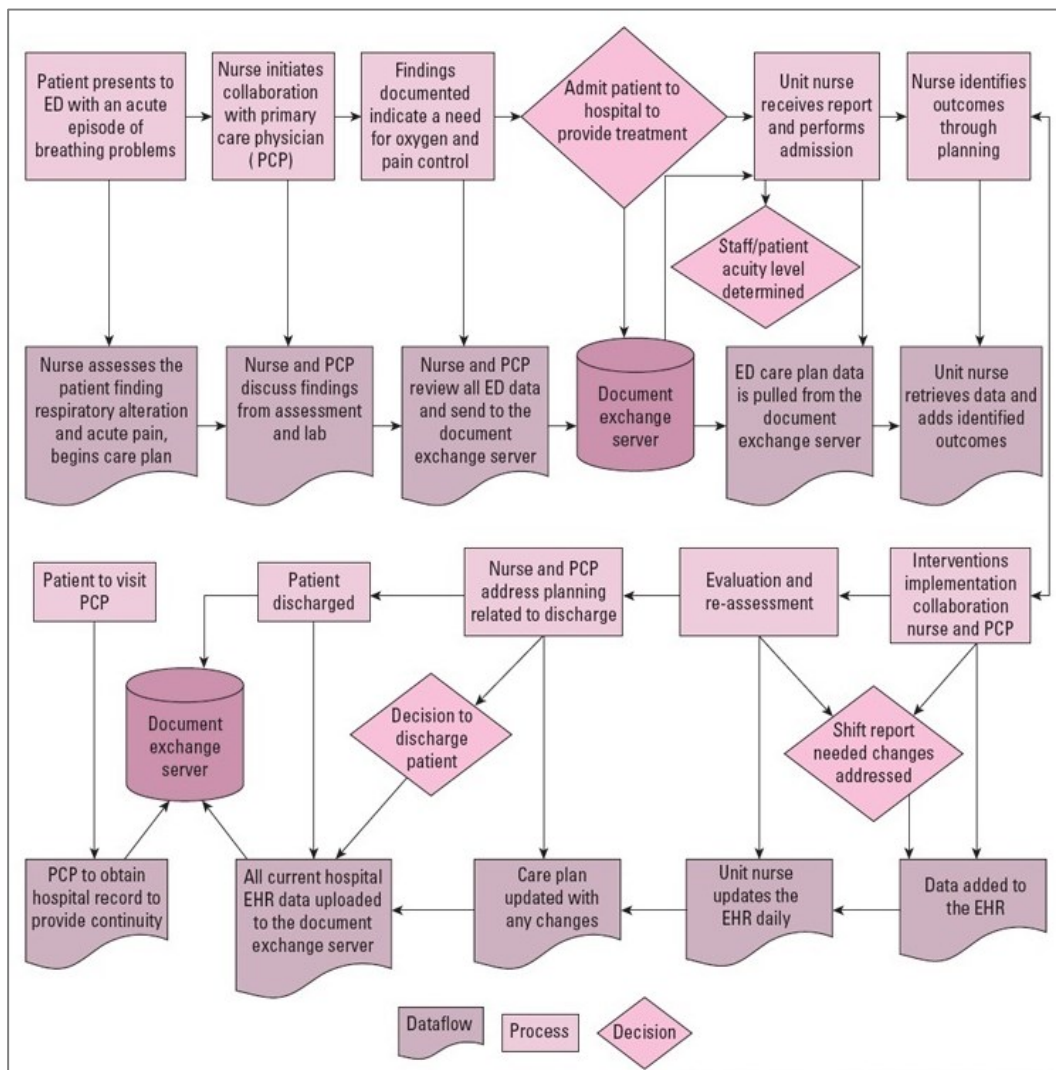 Patient presents to
ED with an acute
episode of
breathing problems
Nurse initiates
collaboration
with primary
care physician
( PCP)
Findings
documented
indicate a need
for oxygen and
pain control
Admit patient to
hospital to
provide treatment
Unit nurse
receives report
and performs
admission
Nurse identifies
outcomes
through
planning
Staff/patient
acuity level
determined
Nurse assesses the
patient finding
respiratory alteration
and acute pain,
begins care plan
Nurse and PCP
discuss findings
from assessment
and lab
Nurse and PCP
review all ED data
and send to the
document
exchange server
Document
exchange
server
ED care plan data
is pulled from the
document
exchange server
Unit nurse
retrieves data and
adds identified
outcomes
Patient to visit
PCP
Patient
discharged
Nurse and PCP
address planning
related to discharge
Evaluation and
re-assessment
Interventions
implementation
collaboration
nurse and PCP
Document
exchange
server
Decision to
discharge
patient
Shift report
needed changes
addressed
PCP to obtain
hospital record to
provide continuity
All current hospital
EHR data uploaded
to the document
exchange server
Care plan
updated with
any changes
Unit nurse
updates the
EHR daily
Data added to
the EHR
Dataflow
Process
Decision